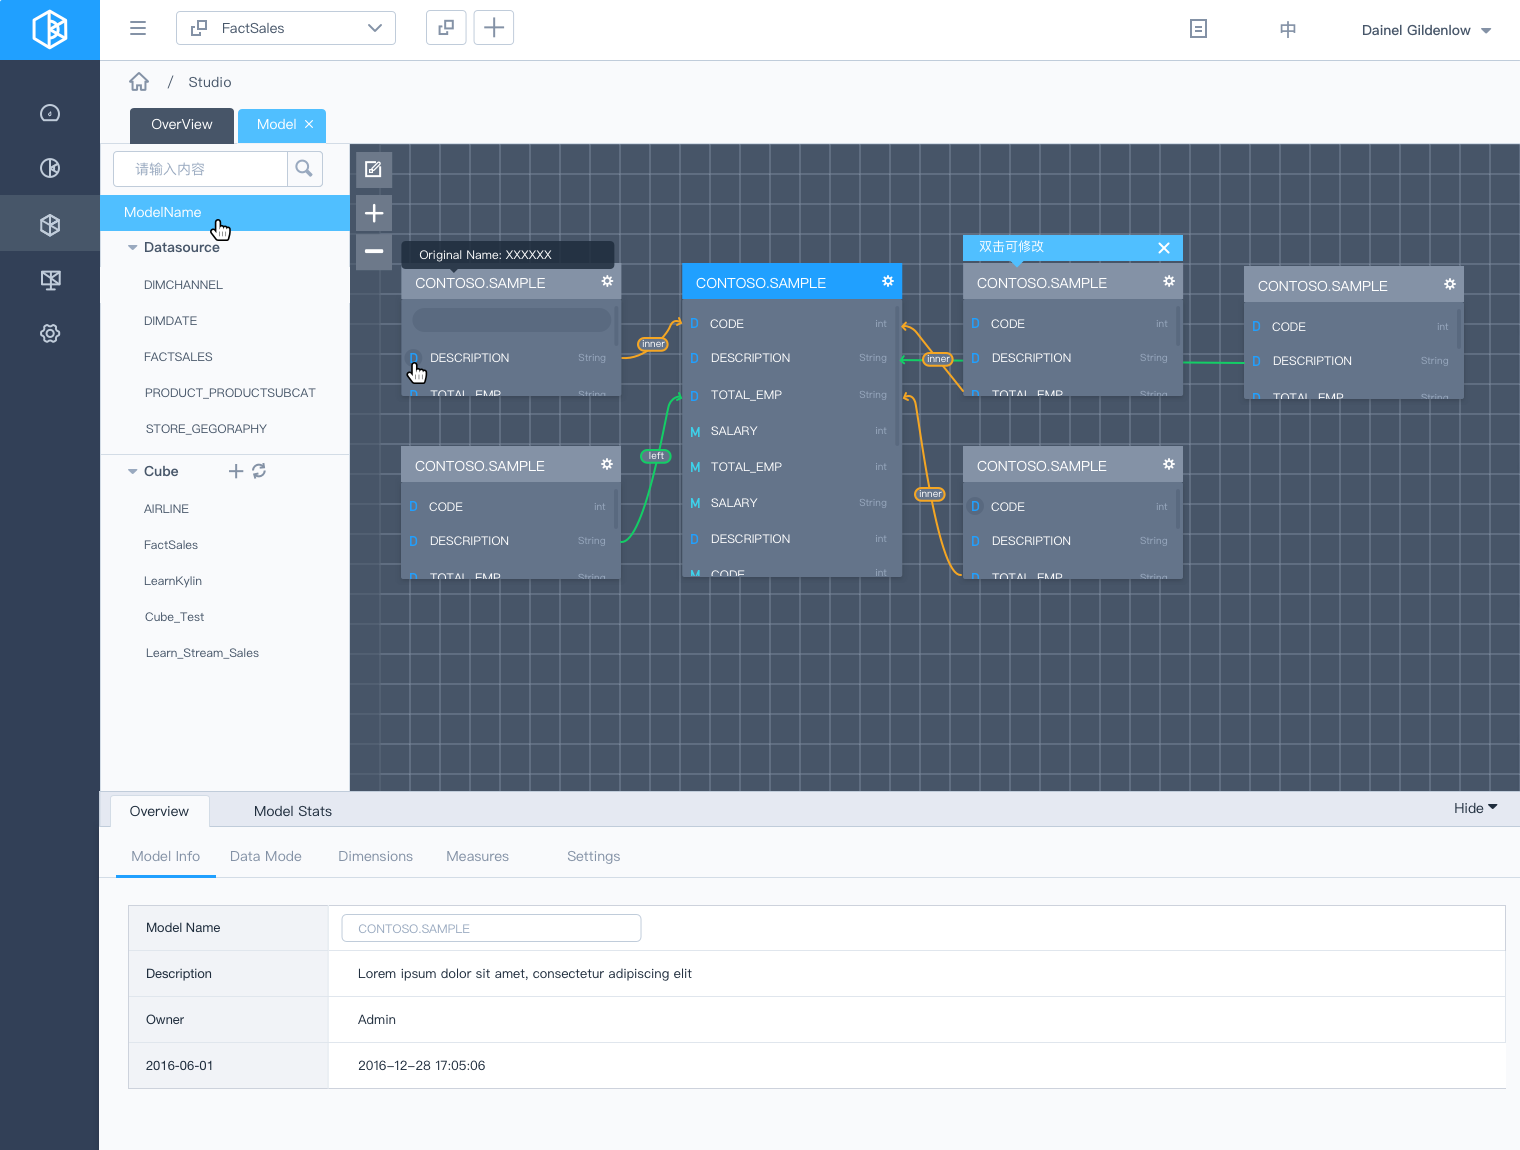 FactSales
中
Dainel Gildenlow
/ Studio
OverView
Model
请输入内容
ModelName
Datasource
DIMCHANNEL
DIMDATE
FACTSALES
PRODUCT_PRODUCTSUBCAT
STORE_GEGORAPHY
Cube
AIRLINE
FactSales
LearnKylin
Cube_Test
Learn_Stream_Sales
Original Name: XXXXXX
CONTOSO.SAMPLE
D DESCRIPTION String
D TOTAL_EMP String
inner
CONTOSO.SAMPLE
D CODE int
D DESCRIPTION String
D TOTAL_EMP String
left
CONTOSO.SAMPLE
D CODE int
D DESCRIPTION String
D TOTAL_EMP String
M SALARY int
M TOTAL_EMP int
M SALARY String
D DESCRIPTION int
M CODE int
inner
inner
双击可修改
CONTOSO.SAMPLE
D CODE int
D DESCRIPTION String
D TOTAL_EMP String
CONTOSO.SAMPLE
D CODE int
D DESCRIPTION String
D TOTAL_EMP String
CONTOSO.SAMPLE
D CODE int
D DESCRIPTION String
D TOTAL_EMP String
Overview
Model Stats
Hide
Model Info
Data Mode
Dimensions
Measures
Settings
Model Name CONTOSO.SAMPLE
Description Lorem ipsum dolor sit amet, consectetur adipiscing elit
Owner Admin
2016-06-01 2016-12-28 17:05:06